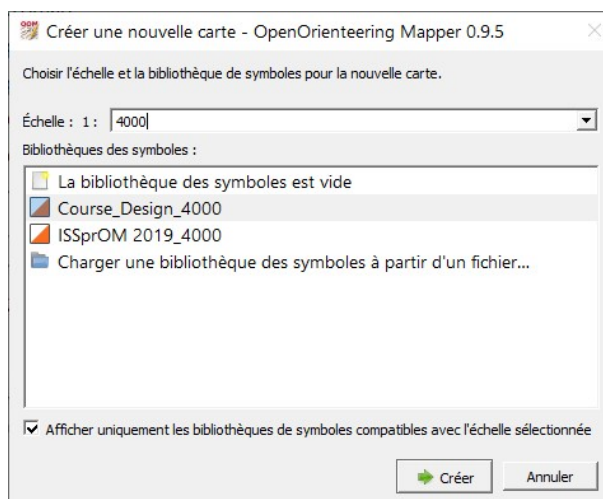 OOM Créer une nouvelle carte - OpenOrienteering Mapper 0.9.5
Choisir l'échelle et la bibliothèque de symboles pour la nouvelle carte.
Échelle : 1 : 4000
Bibliothèques des symboles :
La bibliothèque des symboles est vide
Course_Design_4000
ISSprOM 2019_4000
Charger une bibliothèque des symboles à partir d'un fichier...
Afficher uniquement les bibliothèques de symboles compatibles avec l'échelle sélectionnée
Créer Annuler